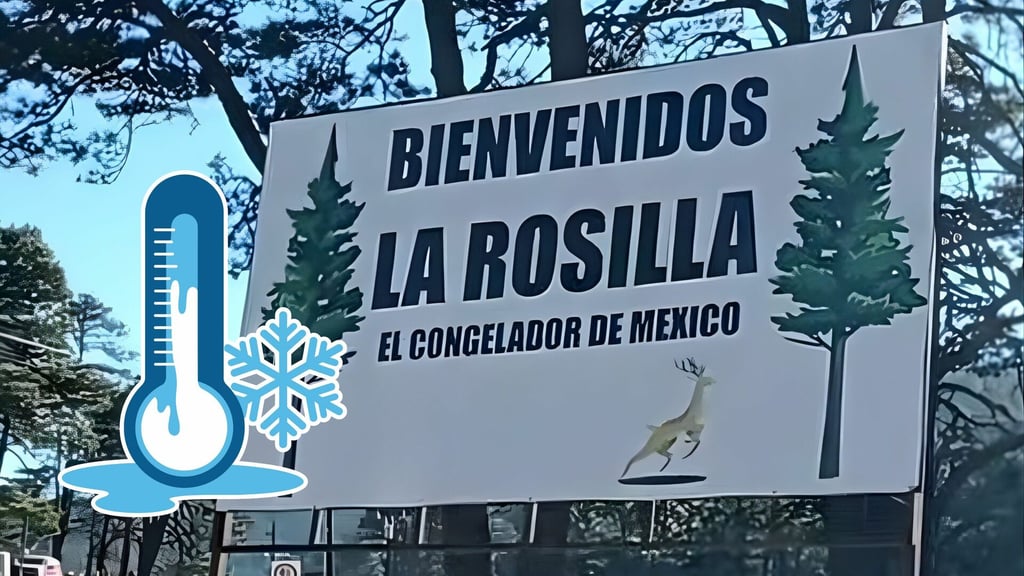 BIENVENIDOS
LA ROSILLA
EL CONGELADOR DE MEXICO